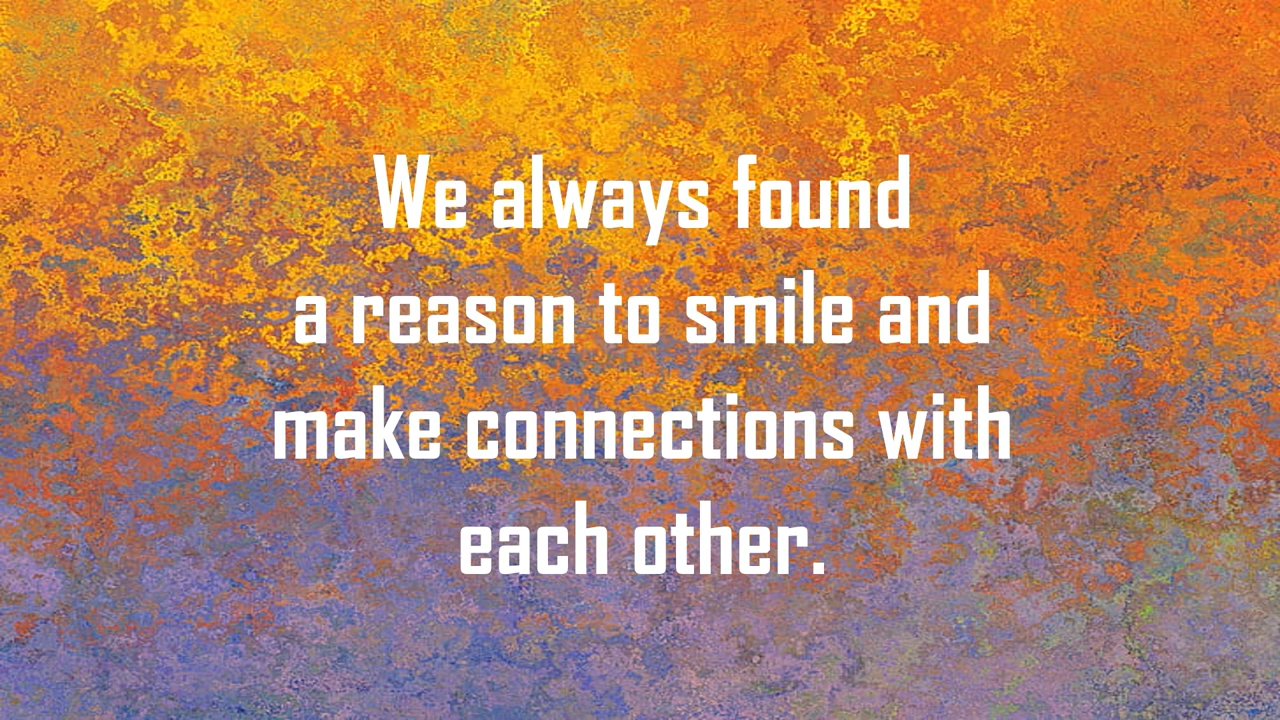 We always found
a reason to smile and
make connections with
each other.